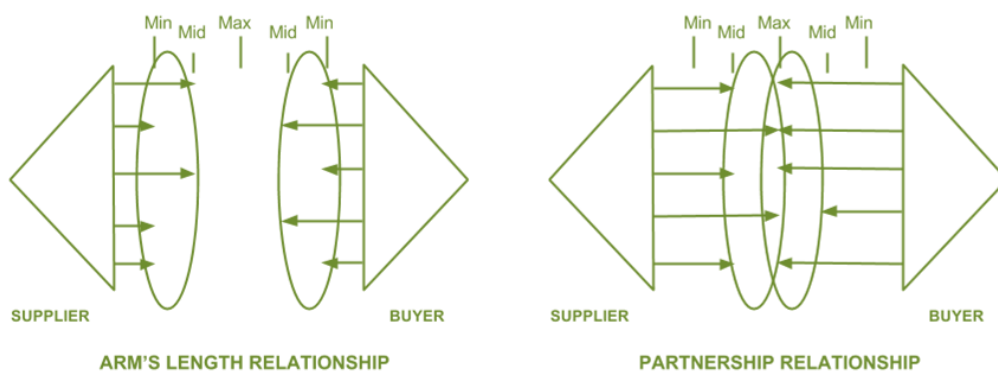 Min Mid Max Mid Min
SUPPLIER BUYER
ARM'S LENGTH RELATIONSHIP
Min Mid Max Mid Min
SUPPLIER BUYER
PARTNERSHIP RELATIONSHIP